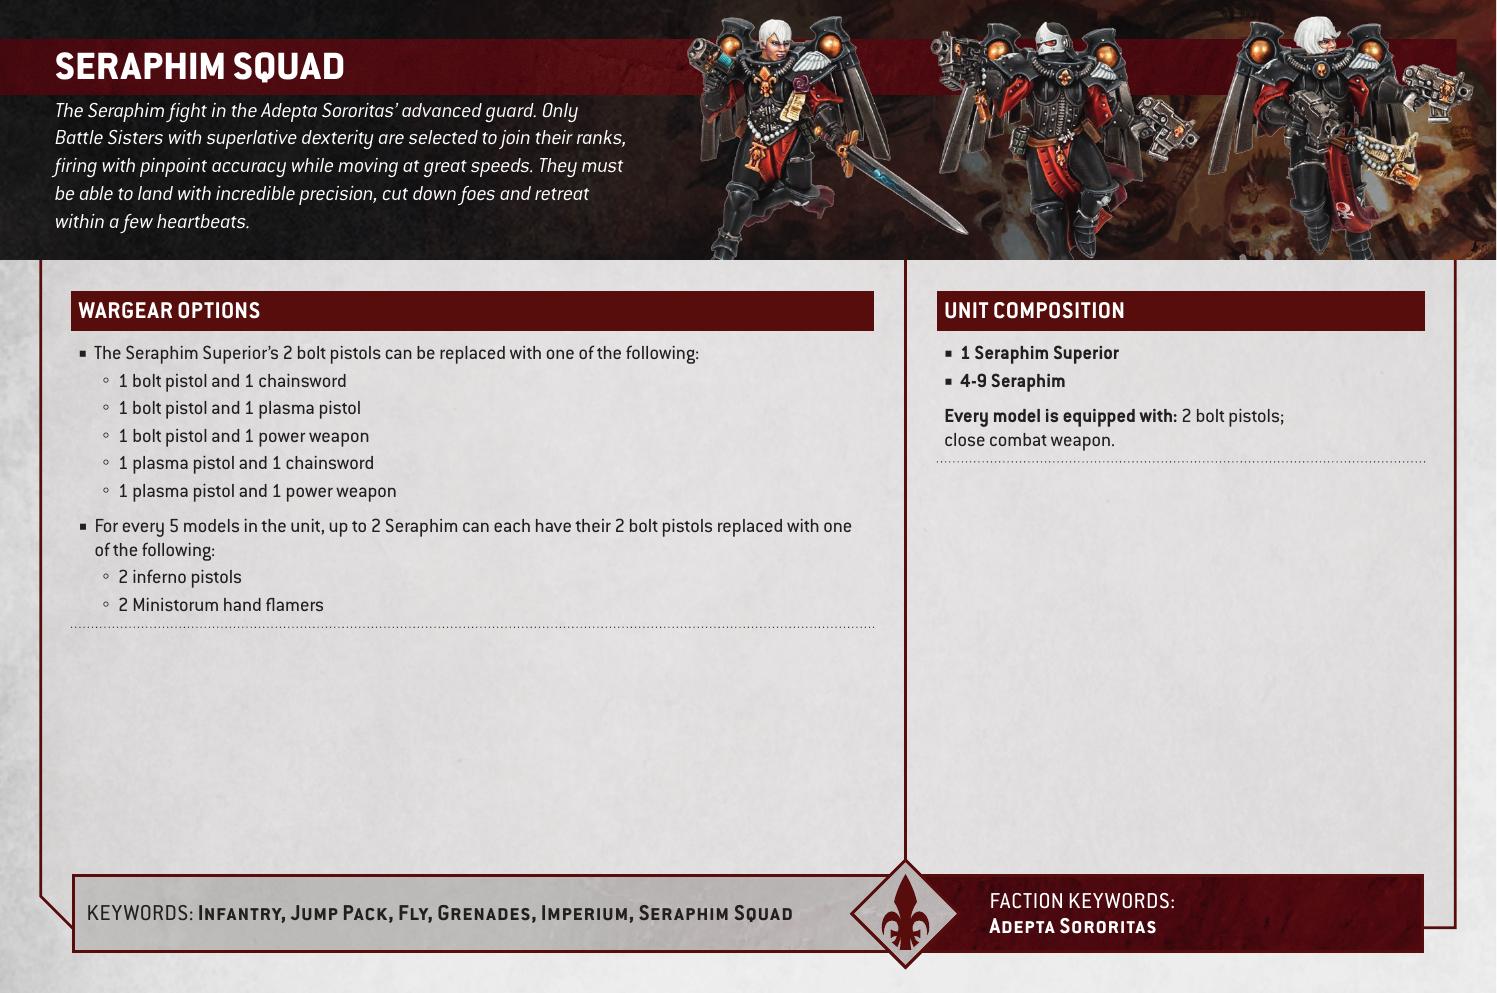 SERAPHIM SQUAD
The Seraphim fight in the Adepta Sororitas’ advanced guard. Only
Battle Sisters with superlative dexterity are selected to join their ranks,
firing with pinpoint accuracy while moving at great speeds. They must
be able to land with incredible precision, cut down foes and retreat
within a few heartbeats.
WARGEAR OPTIONS
■ The Seraphim Superior’s 2 bolt pistols can be replaced with one of the following:
◦ 1 bolt pistol and 1 chainsword
◦ 1 bolt pistol and 1 plasma pistol
◦ 1 bolt pistol and 1 power weapon
◦ 1 plasma pistol and 1 chainsword
◦ 1 plasma pistol and 1 power weapon
■ For every 5 models in the unit, up to 2 Seraphim can each have their 2 bolt pistols replaced with one
of the following:
◦ 2 inferno pistols
◦ 2 Ministorum hand flamers
UNIT COMPOSITION
■ 1 Seraphim Superior
■ 4-9 Seraphim
Every model is equipped with: 2 bolt pistols;
close combat weapon.
KEYWORDS: Infantry, Jump Pack, Fly, Grenades, Imperium, Seraphim Squad
FACTION KEYWORDS:
Adepta Sororitas